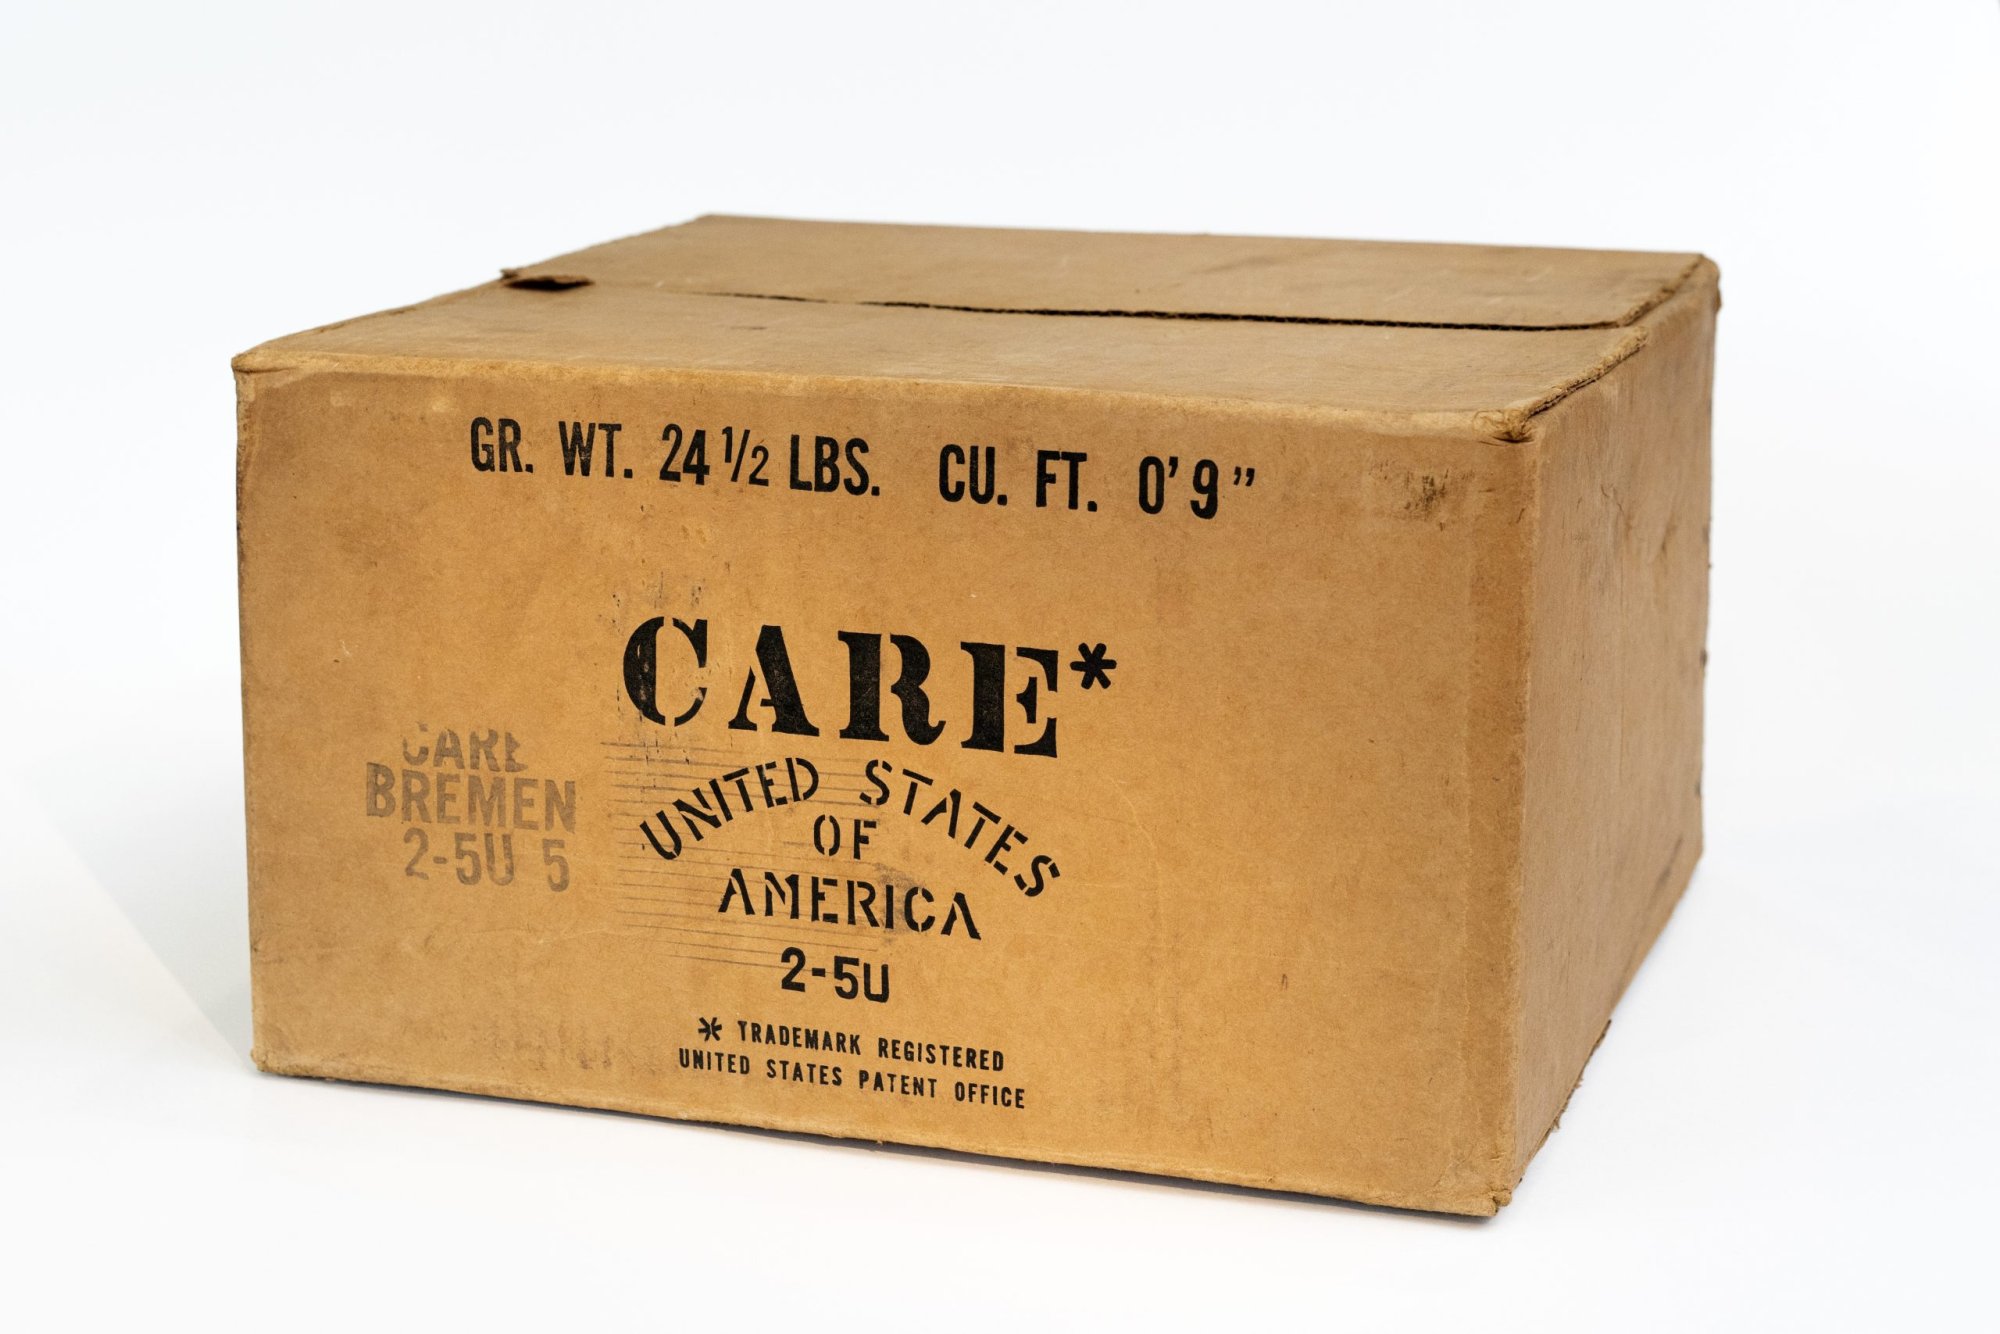 GR. WT. 24 1/2 LBS. CU. FT. 0' 9"
CARE*
UNITED STATES
OF
AMERICA
2-5U
* TRADEMARK REGISTERED
UNITED STATES PATENT OFFICE
CARE
BREMEN
2-5U 5